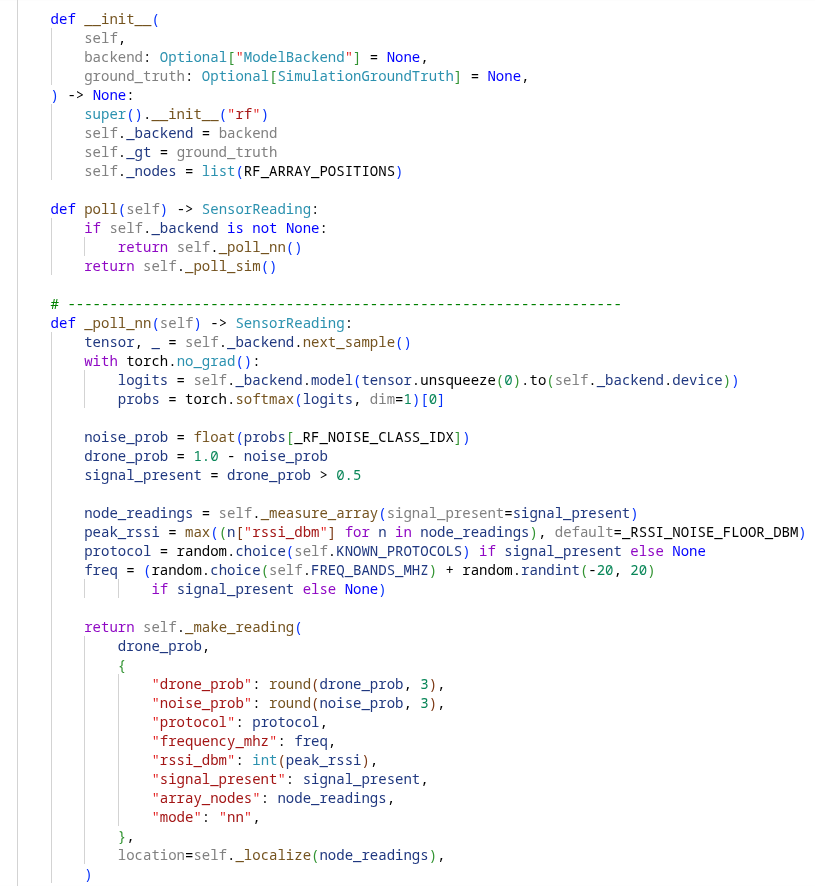 def __init__(
    self,
    backend: Optional["ModelBackend"] = None,
    ground_truth: Optional[SimulationGroundTruth] = None,
) -> None:
    super().__init__("rf")
    self._backend = backend
    self._gt = ground_truth
    self._nodes = list(RF_ARRAY_POSITIONS)

def poll(self) -> SensorReading:
    if self._backend is not None:
        return self._poll_nn()
    return self._poll_sim()

# ------------------------------------------------------------------
def _poll_nn(self) -> SensorReading:
    tensor, _ = self._backend.next_sample()
    with torch.no_grad():
        logits = self._backend.model(tensor.unsqueeze(0).to(self._backend.device))
        probs = torch.softmax(logits, dim=1)[0]

    noise_prob = float(probs[_RF_NOISE_CLASS_IDX])
    drone_prob = 1.0 - noise_prob
    signal_present = drone_prob > 0.5

    node_readings = self._measure_array(signal_present=signal_present)
    peak_rssi = max((n["rssi_dbm"] for n in node_readings), default=_RSSI_NOISE_FLOOR_DBM)
    protocol = random.choice(self.KNOWN_PROTOCOLS) if signal_present else None
    freq = (random.choice(self.FREQ_BANDS_MHZ) + random.randint(-20, 20)
            if signal_present else None)

    return self._make_reading(
        drone_prob,
        {
            "drone_prob": round(drone_prob, 3),
            "noise_prob": round(noise_prob, 3),
            "protocol": protocol,
            "frequency_mhz": freq,
            "rssi_dbm": int(peak_rssi),
            "signal_present": signal_present,
            "array_nodes": node_readings,
            "mode": "nn",
        },
        location=self._localize(node_readings),
    )